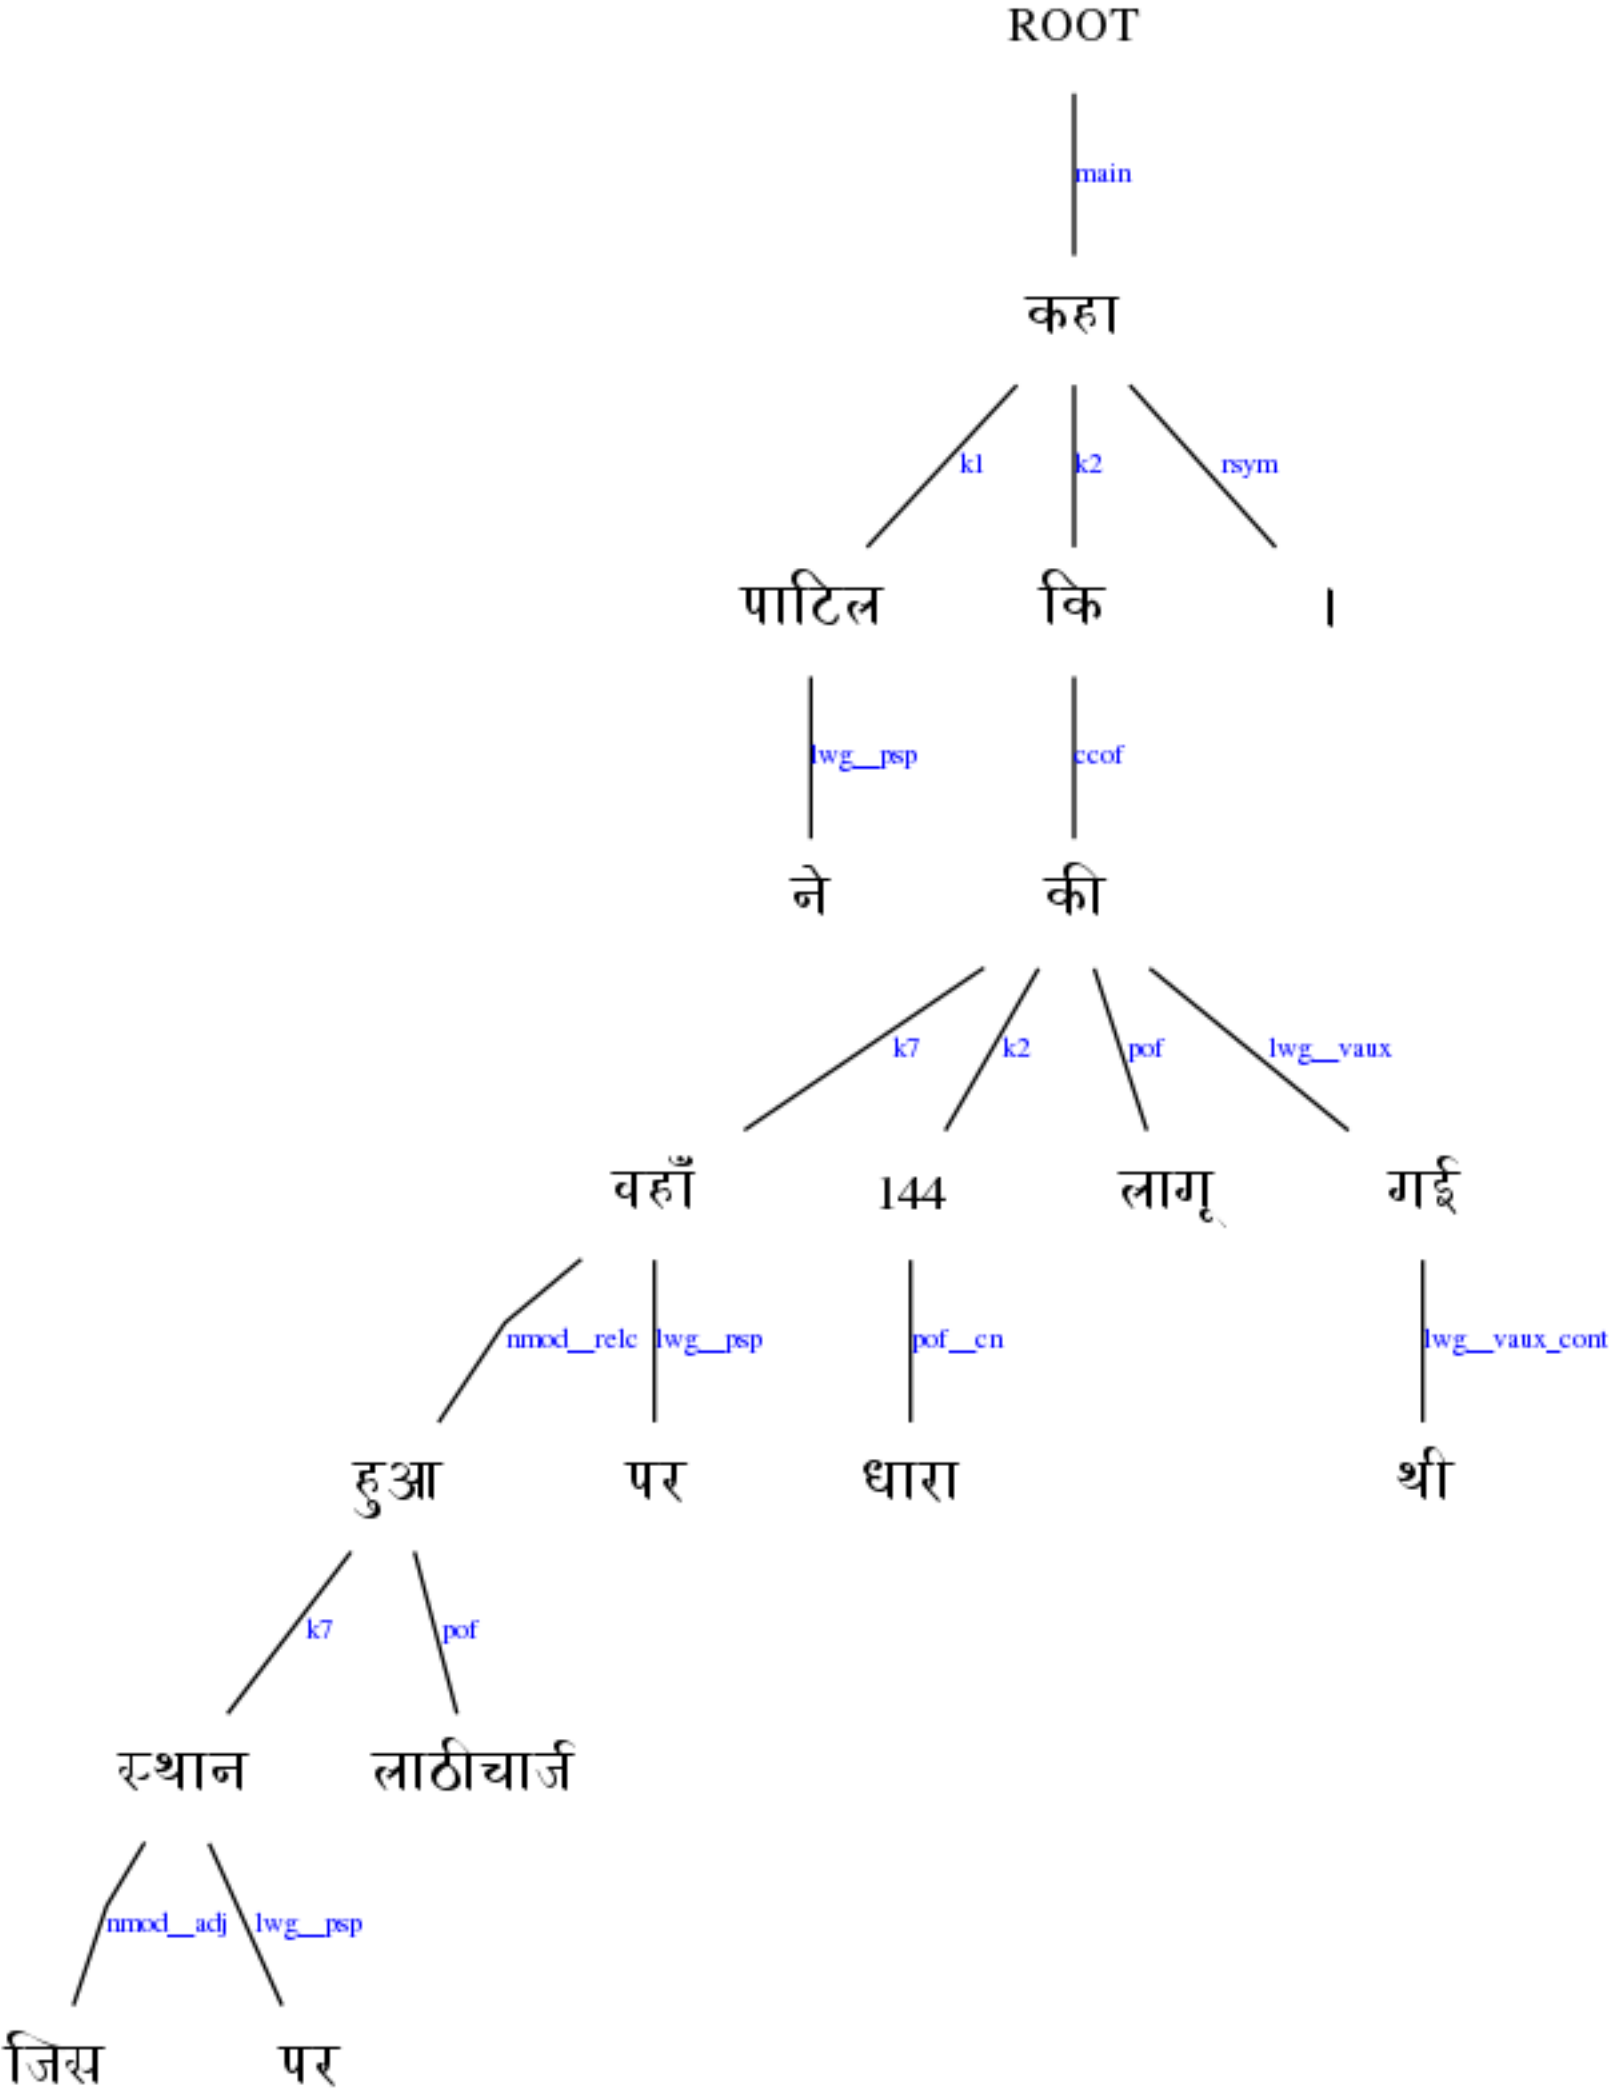 ROOT
main
कहा
k1 k2 rsym
पाटिल कि ।
lwg__psp ccof
ने की
k7 k2 pof lwg__vaux
वहाँ 144 लागू गई
nmod__relc lwg__psp pof__cn lwg__vaux_cont
हुआ पर धारा थी
k7 pof
स्थान लाठीचार्ज
nmod__adj lwg__psp
जिस पर